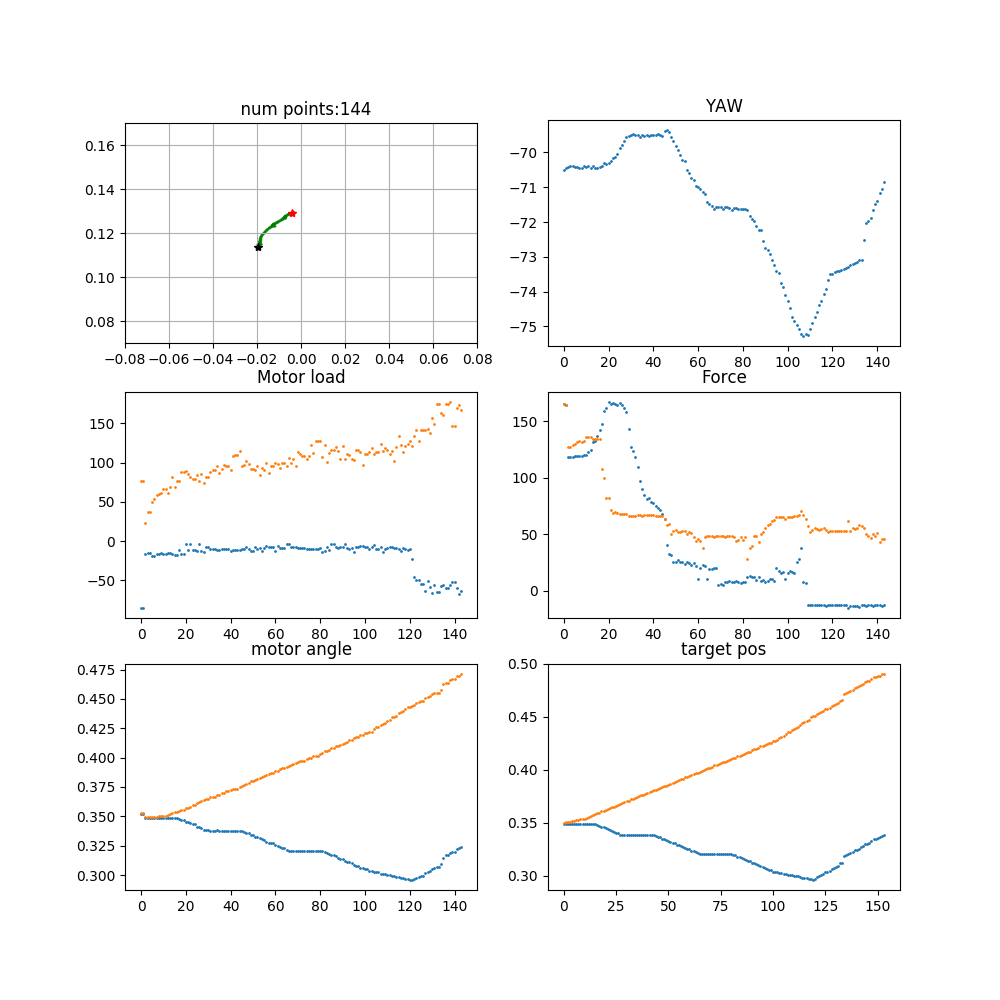 num points:144
YAW
0.16
0.14
0.12
0.10
0.08
−0.08 −0.06 −0.04 −0.02 0.00 0.02 0.04 0.06 0.08
−70
−71
−72
−73
−74
−75
0 20 40 60 80 100 120 140
Motor load
Force
150
100
50
0
−50
0 20 40 60 80 100 120 140
150
100
50
0
0 20 40 60 80 100 120 140
motor angle
target pos
0.475
0.450
0.425
0.400
0.375
0.350
0.325
0.300
0 20 40 60 80 100 120 140
0.50
0.45
0.40
0.35
0.30
0 25 50 75 100 125 150